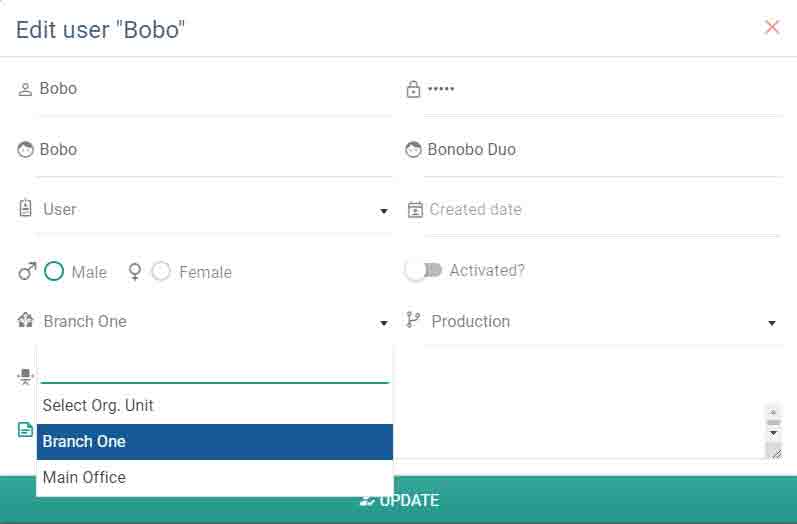 Edit user "Bobo"
Bobo
•••••
Bobo
Bonobo Duo
User
Created date
Male
Female
Activated?
Branch One
Production
Select Org. Unit
Branch One
Main Office
UPDATE